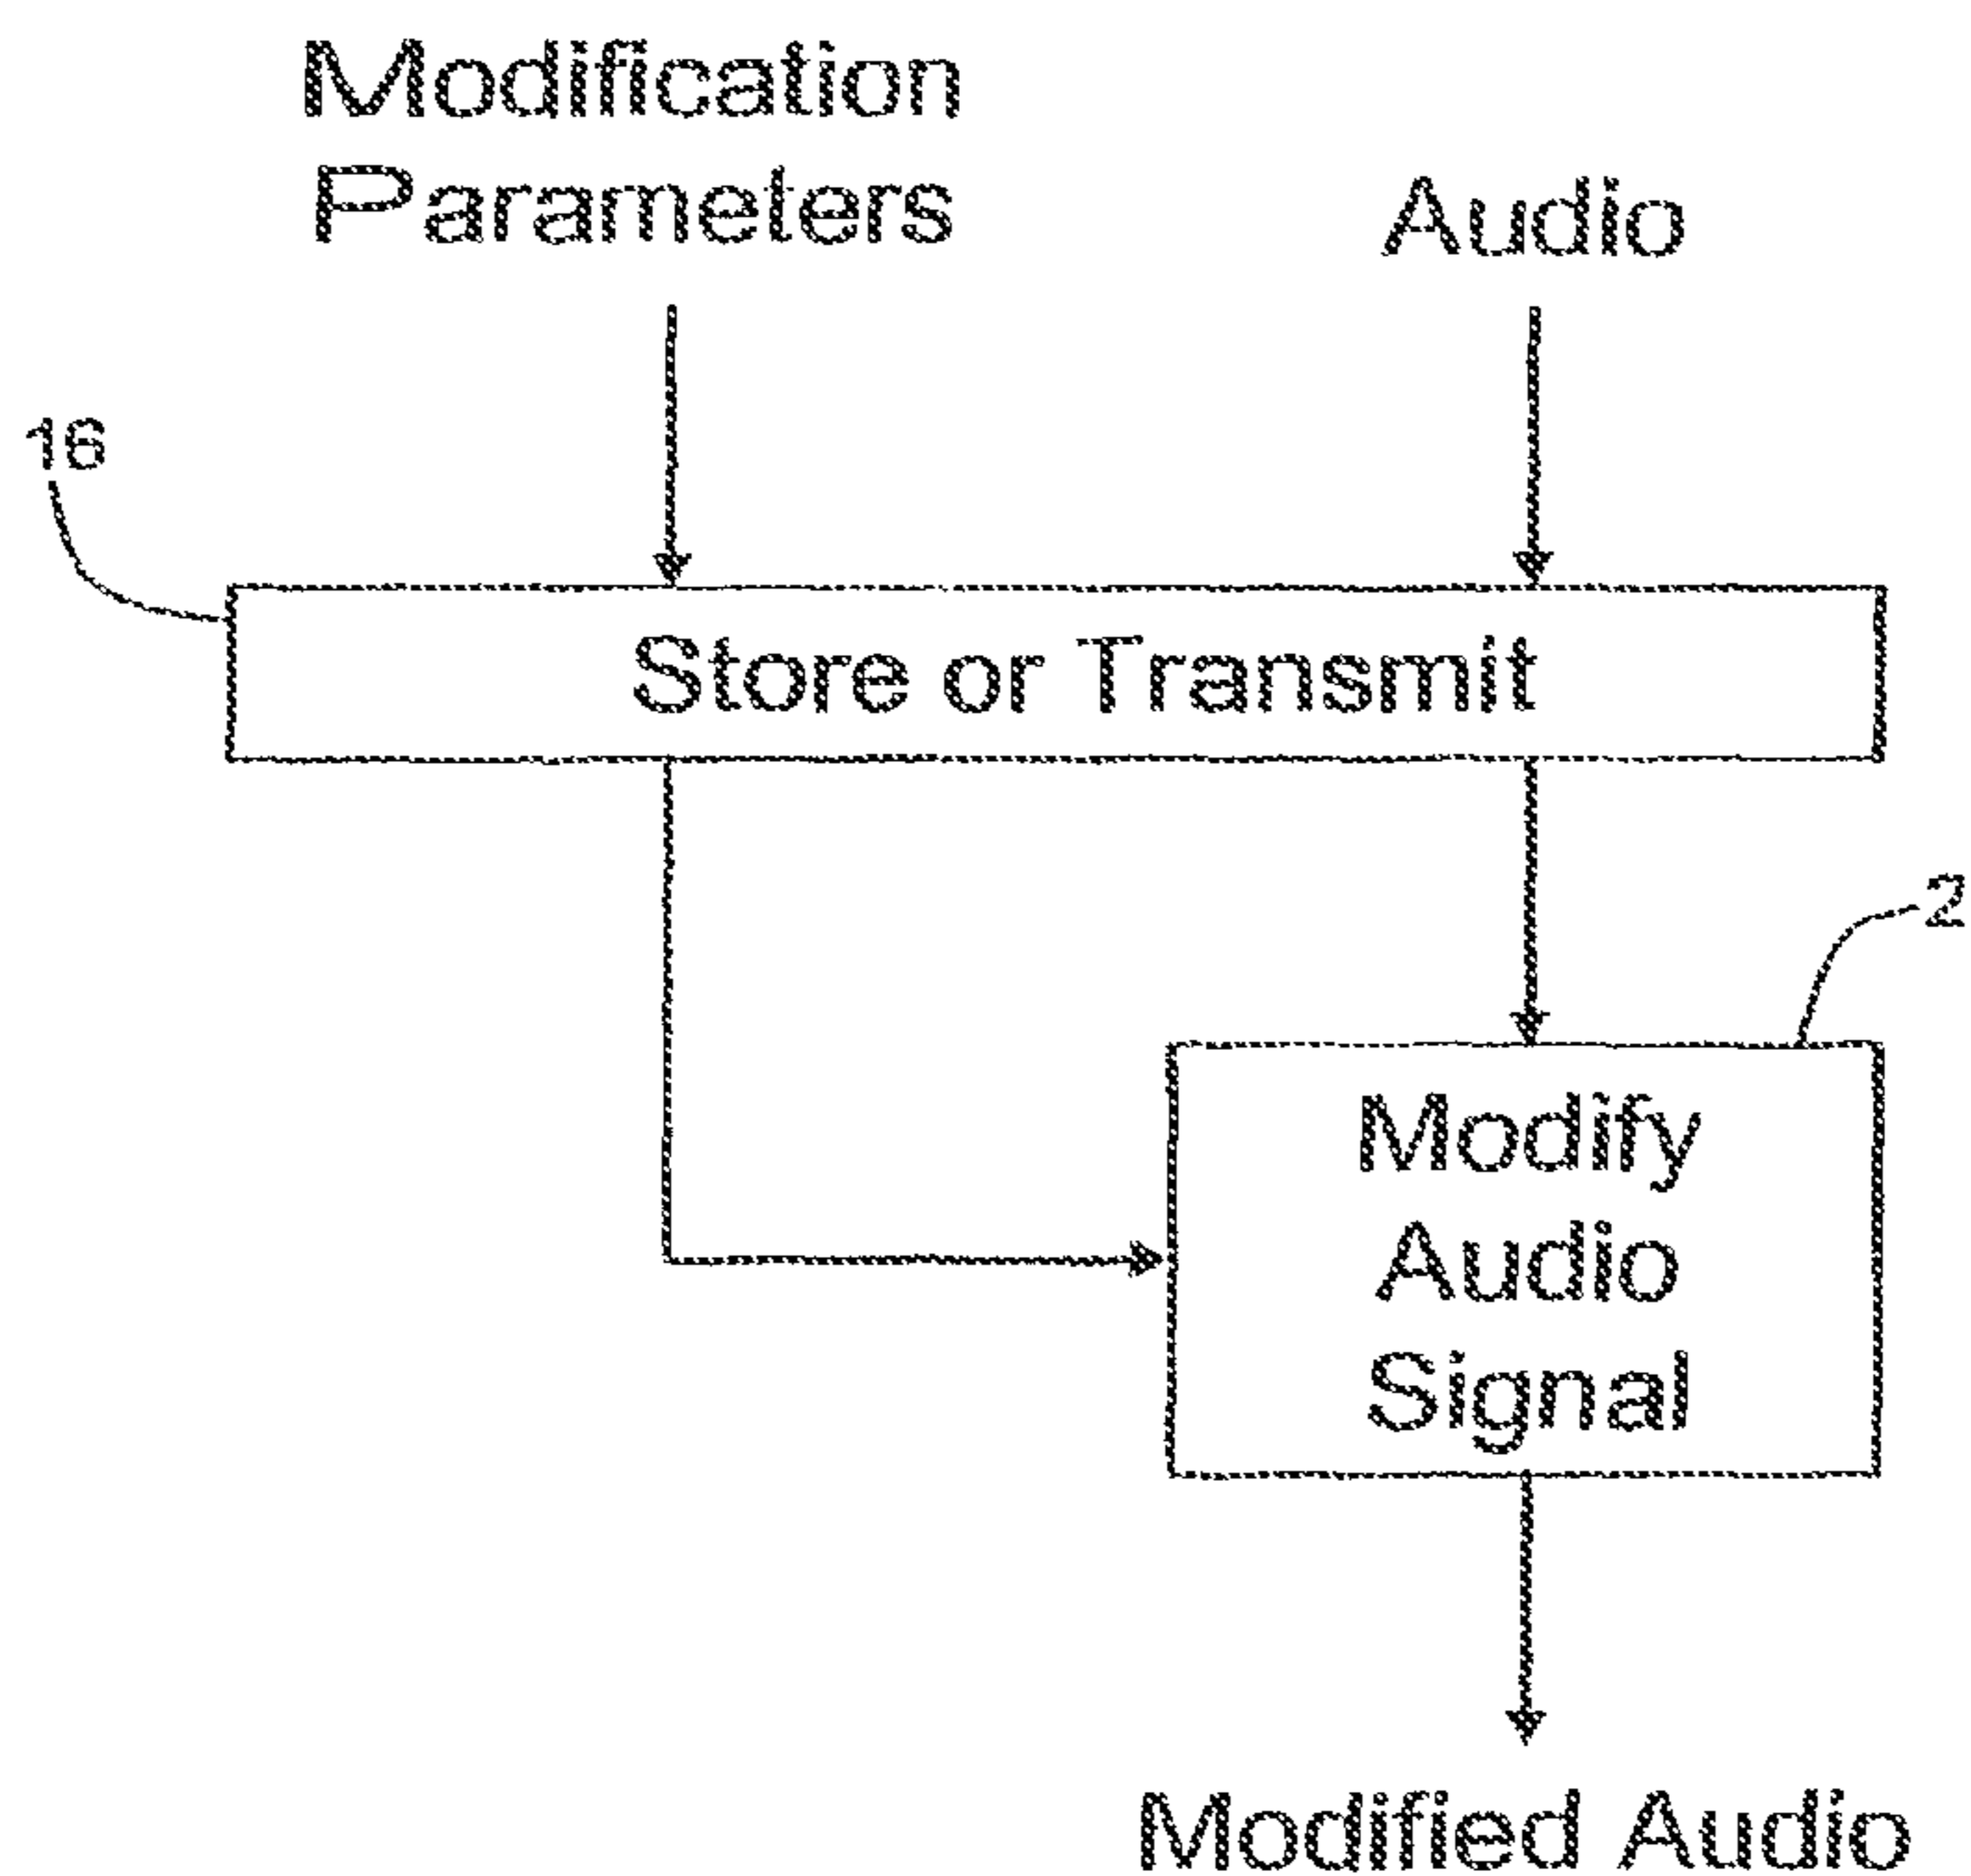 Modification
Parameters
Audio
16
Store or Transmit
2
Modify
Audio
Signal
Modified Audio